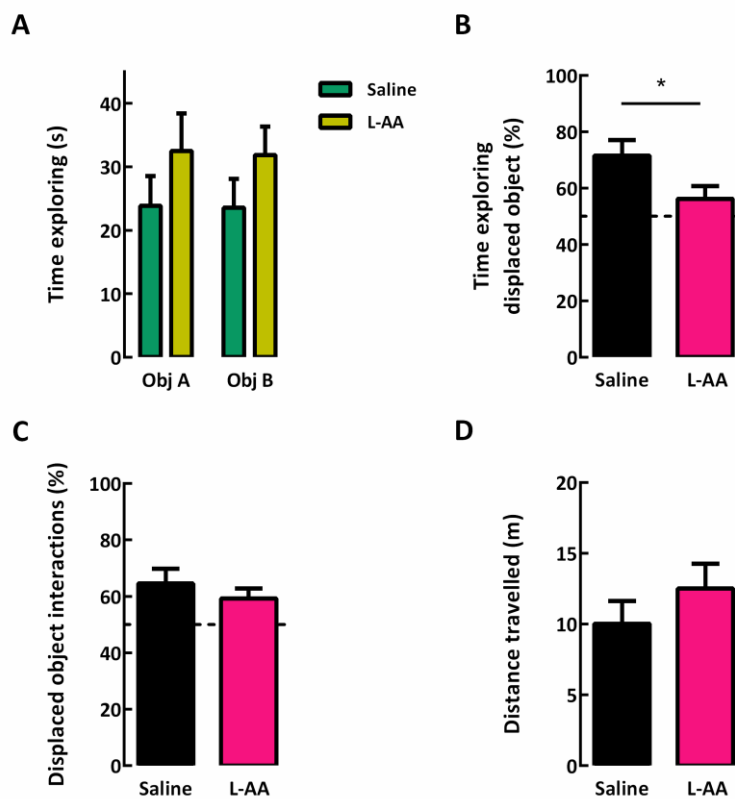 A
Time exploring (s)
40
30
20
10
0
Obj A Obj B
Saline
L-AA
B
Time exploring
displaced object (%)
100
80
60
40
20
0
*
Saline L-AA
C
Displaced object interactions (%)
100
80
60
40
20
0
Saline L-AA
D
Distance travelled (m)
20
15
10
5
0
Saline L-AA